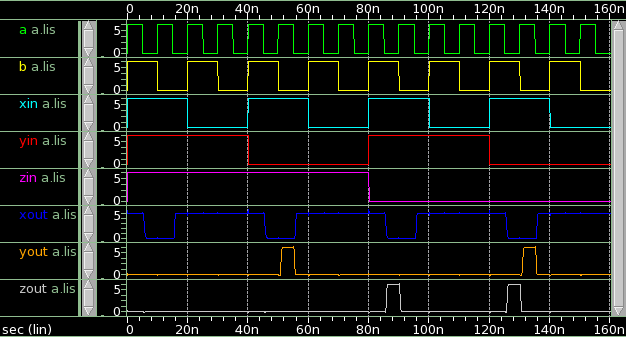 0 20n 40n 60n 80n 100n 120n 140n 160n
a a.lis 5 0
b a.lis 5 0
xin a.lis 5 0
yin a.lis 5 0
zin a.lis 5 0
xout a.lis 5 0
yout a.lis 5 0
zout a.lis 5 0
sec (lin) 0 20n 40n 60n 80n 100n 120n 140n 160n